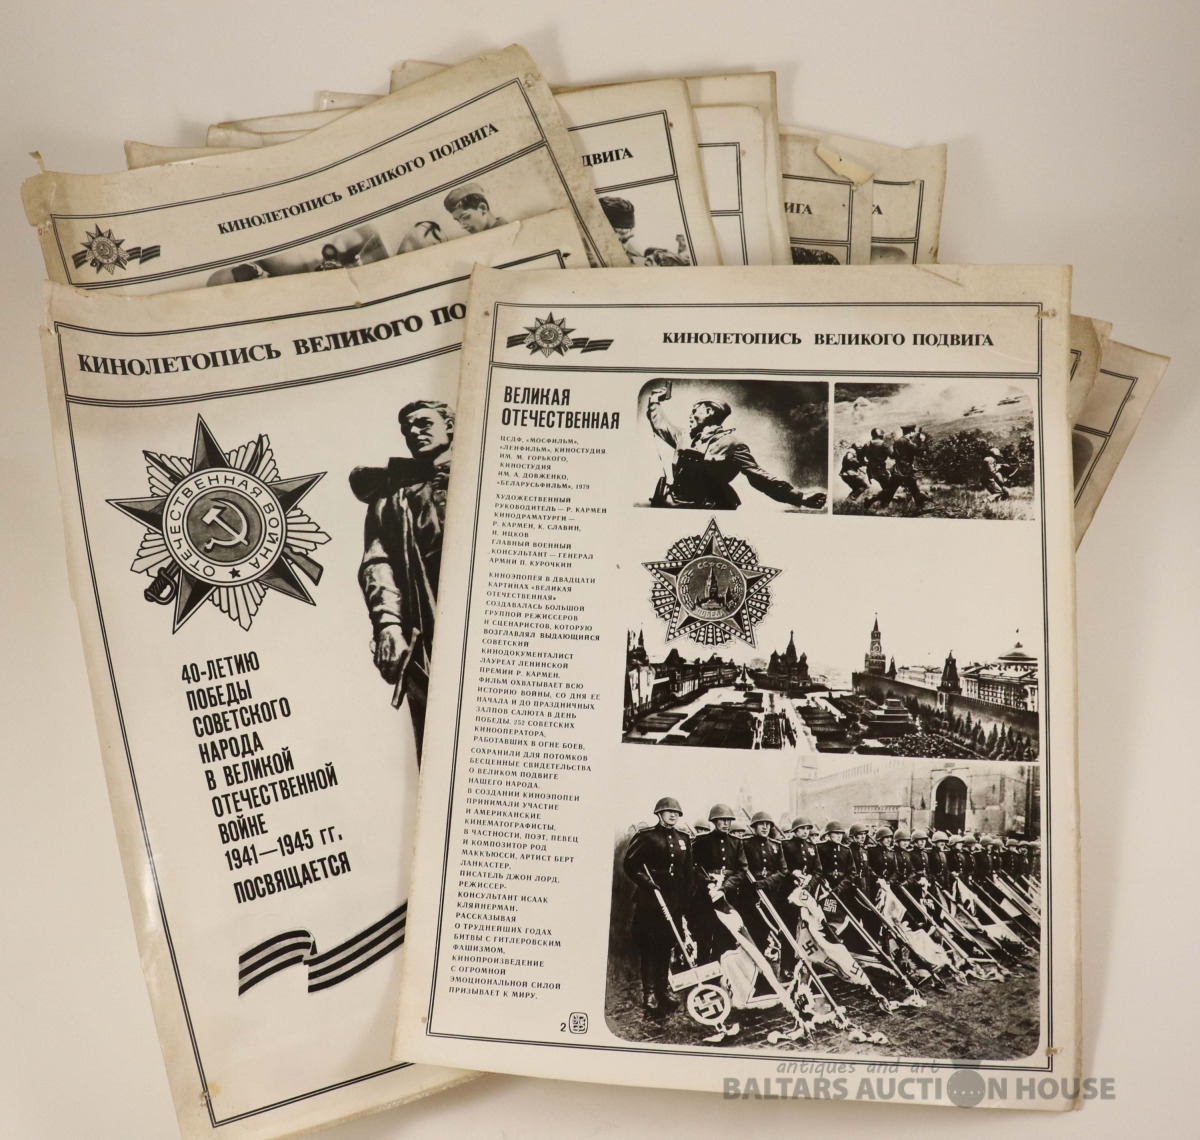 КИНОЛЕТОПИСЬ ВЕЛИКОГО ПОДВИГА
ДВИГА
ИГА
ГА
КИНОЛЕТОПИСЬ ВЕЛИКОГО ПО
ОТЕЧЕСТВЕННАЯ ВОЙНА
40-ЛЕТИЮ
ПОБЕДЫ
СОВЕТСКОГО
НАРОДА
В ВЕЛИКОЙ
ОТЕЧЕСТВЕННОЙ
ВОЙНЕ
1941—1945 гг.
ПОСВЯЩАЕТСЯ
КИНОЛЕТОПИСЬ ВЕЛИКОГО ПОДВИГА
ВЕЛИКАЯ
ОТЕЧЕСТВЕННАЯ
ЦСДФ, «МОСФИЛЬМ»,
«ЛЕНФИЛЬМ», КИНОСТУДИЯ
ИМ. М. ГОРЬКОГО,
КИНОСТУДИЯ
ИМ. А. ДОВЖЕНКО,
«БЕЛАРУСЬФИЛЬМ», 1979
ХУДОЖЕСТВЕННЫЙ
РУКОВОДИТЕЛЬ — Р. КАРМЕН
КИНОДРАМАТУРГИ —
Р. КАРМЕН, К. СЛАВИН,
И. ИЦКОВ
ГЛАВНЫЙ ВОЕННЫЙ
КОНСУЛЬТАНТ — ГЕНЕРАЛ
АРМИИ П. КУРОЧКИН
КИНОЭПОПЕЯ В ДВАДЦАТИ
КАРТИНАХ «ВЕЛИКАЯ
ОТЕЧЕСТВЕННАЯ»
СОЗДАВАЛАСЬ БОЛЬШОЙ
ГРУППОЙ РЕЖИССЕРОВ
И СЦЕНАРИСТОВ, КОТОРУЮ
ВОЗГЛАВЛЯЛ ВЫДАЮЩИЙСЯ
СОВЕТСКИЙ
КИНОДОКУМЕНТАЛИСТ
ЛАУРЕАТ ЛЕНИНСКОЙ
ПРЕМИИ Р. КАРМЕН.
ФИЛЬМ ОХВАТЫВАЕТ ВСЮ
ИСТОРИЮ ВОЙНЫ, СО ДНЯ ЕЕ
НАЧАЛА И ДО ПРАЗДНИЧНЫХ
ЗАЛПОВ САЛЮТА В ДЕНЬ
ПОБЕДЫ. 252 СОВЕТСКИХ
КИНООПЕРАТОРА,
РАБОТАВШИХ В ОГНЕ БОЕВ,
СОХРАНИЛИ ДЛЯ ПОТОМКОВ
БЕСЦЕННЫЕ СВИДЕТЕЛЬСТВА
О ВЕЛИКОМ ПОДВИГЕ
НАШЕГО НАРОДА.
В СОЗДАНИИ КИНОЭПОПЕИ
ПРИНИМАЛИ УЧАСТИЕ
И АМЕРИКАНСКИЕ
КИНЕМАТОГРАФИСТЫ,
В ЧАСТНОСТИ, ПОЭТ, ПЕВЕЦ
И КОМПОЗИТОР РОД
МАККЪЮССИ, АРТИСТ БЕРТ
ЛАНКАСТЕР,
ПИСАТЕЛЬ ДЖОН ЛОРД,
РЕЖИССЕР-
КОНСУЛЬТАНТ ИСААК
КЛЯЙНЕРМАН.
РАССКАЗЫВАЯ
О ТРУДНЕЙШИХ ГОДАХ
БИТВЫ С ГИТЛЕРОВСКИМ
ФАШИЗМОМ,
КИНОПРОИЗВЕДЕНИЕ
С ОГРОМНОЙ
ЭМОЦИОНАЛЬНОЙ СИЛОЙ
ПРИЗЫВАЕТ К МИРУ.
СССР
ПОБЕДА
2
antiques and art
BALTARS AUCTION HOUSE